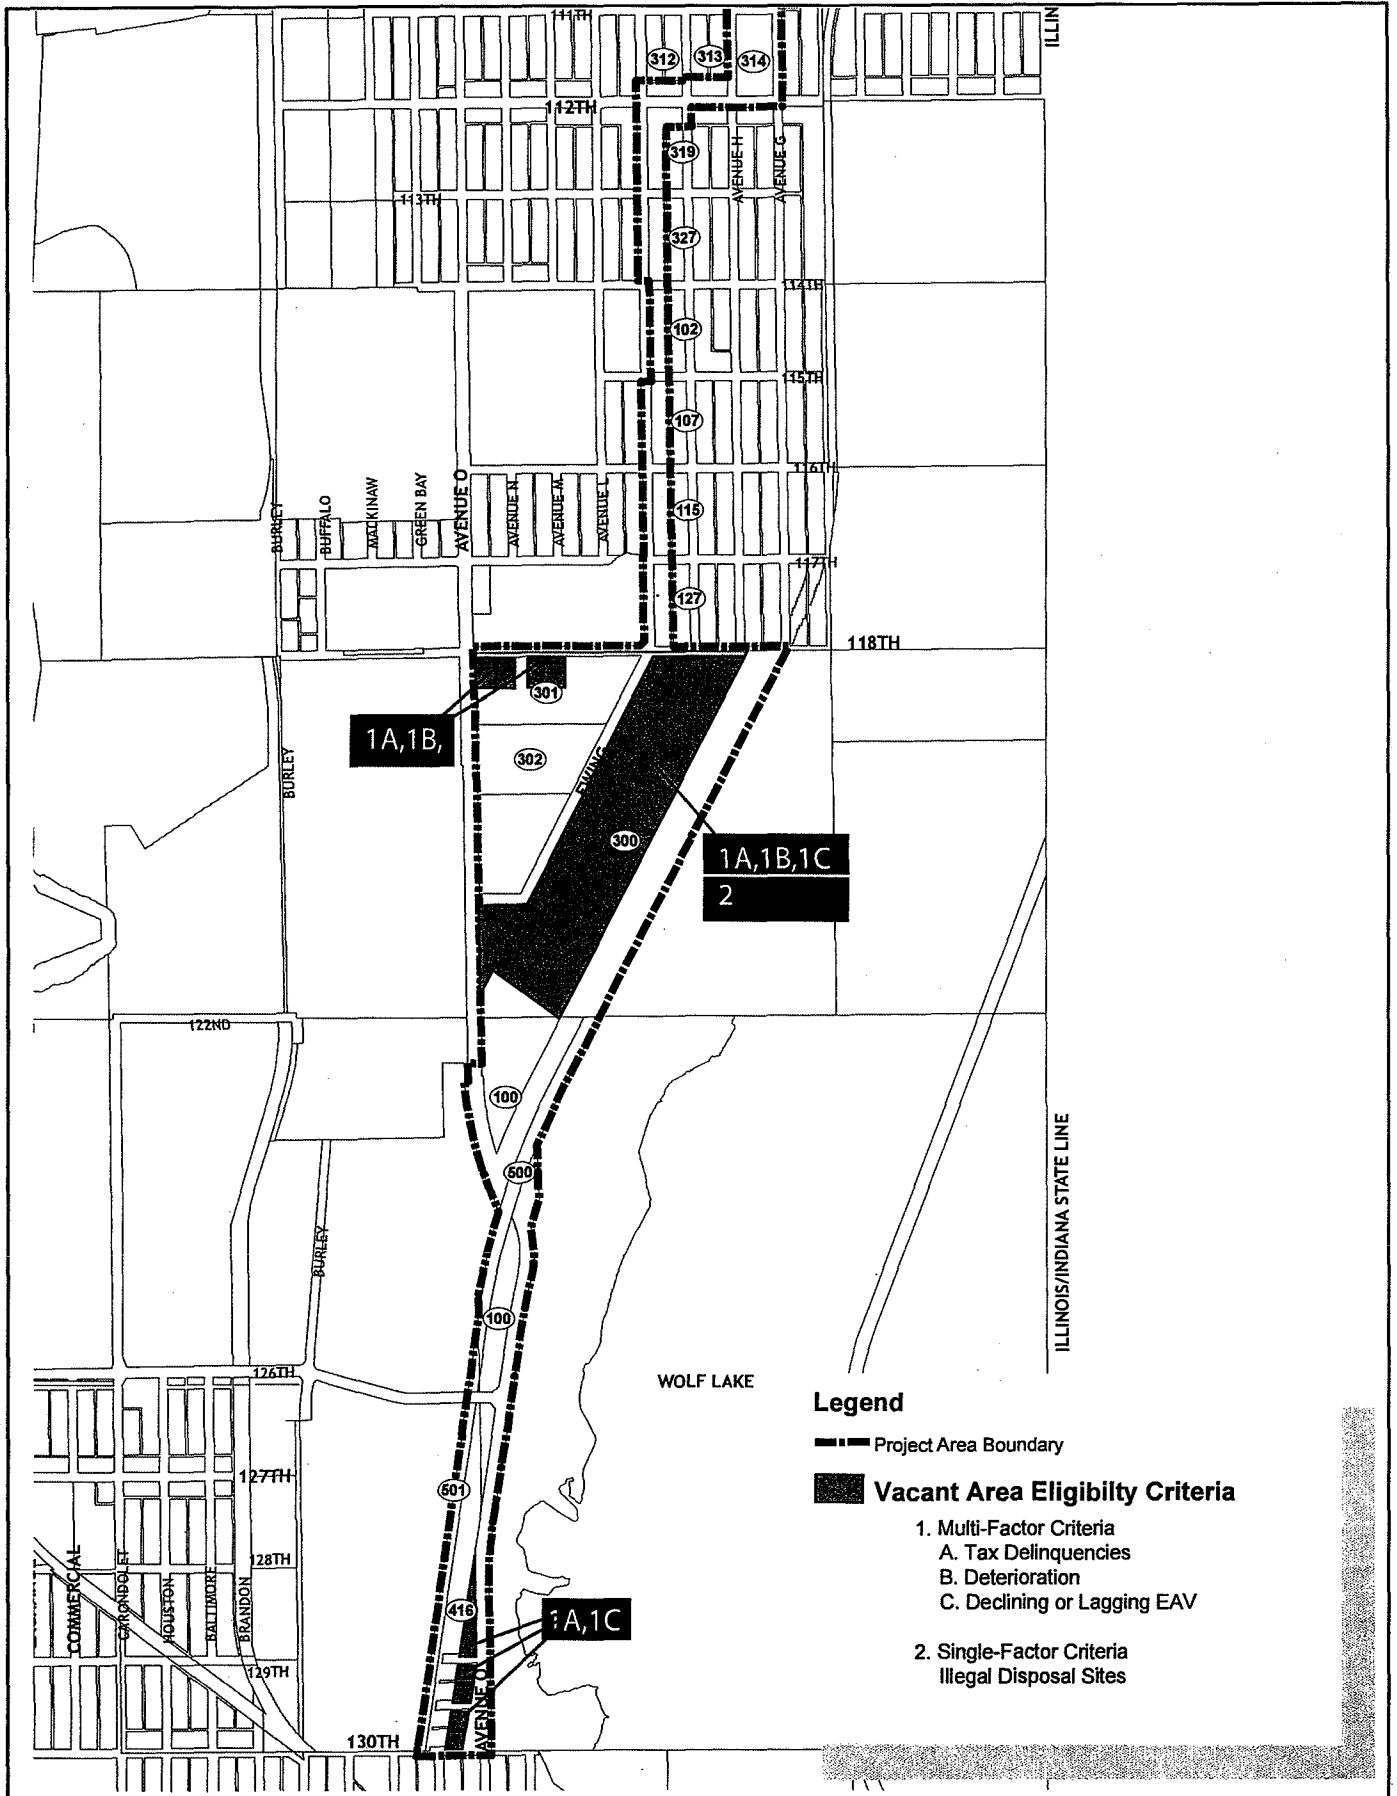 111TH
ILLIN
312
313
314
112TH
319
AVENUE H
AVENUE G
113TH
327
114TH
102
115TH
107
116TH
BURLEY
BUFFALO
MACKINAW
GREEN BAY
AVENUE O
AVENUE N
AVENUE M
AVENUE L
115
117TH
127
118TH
301
1A,1B,
302
BURLEY
EWING
300
1A,1B,1C
2
122ND
100
500
BURLEY
ILLINOIS/INDIANA STATE LINE
100
126TH
WOLF LAKE
Legend
Project Area Boundary
127TH
501
Vacant Area Eligibilty Criteria
1. Multi-Factor Criteria
A. Tax Delinquencies
B. Deterioration
C. Declining or Lagging EAV
2. Single-Factor Criteria
Illegal Disposal Sites
128TH
COMMERCIAL
CARONDOLET
HOUSTON
BALTIMORE
BRANDON
416
1A,1C
129TH
AVENUE O
130TH